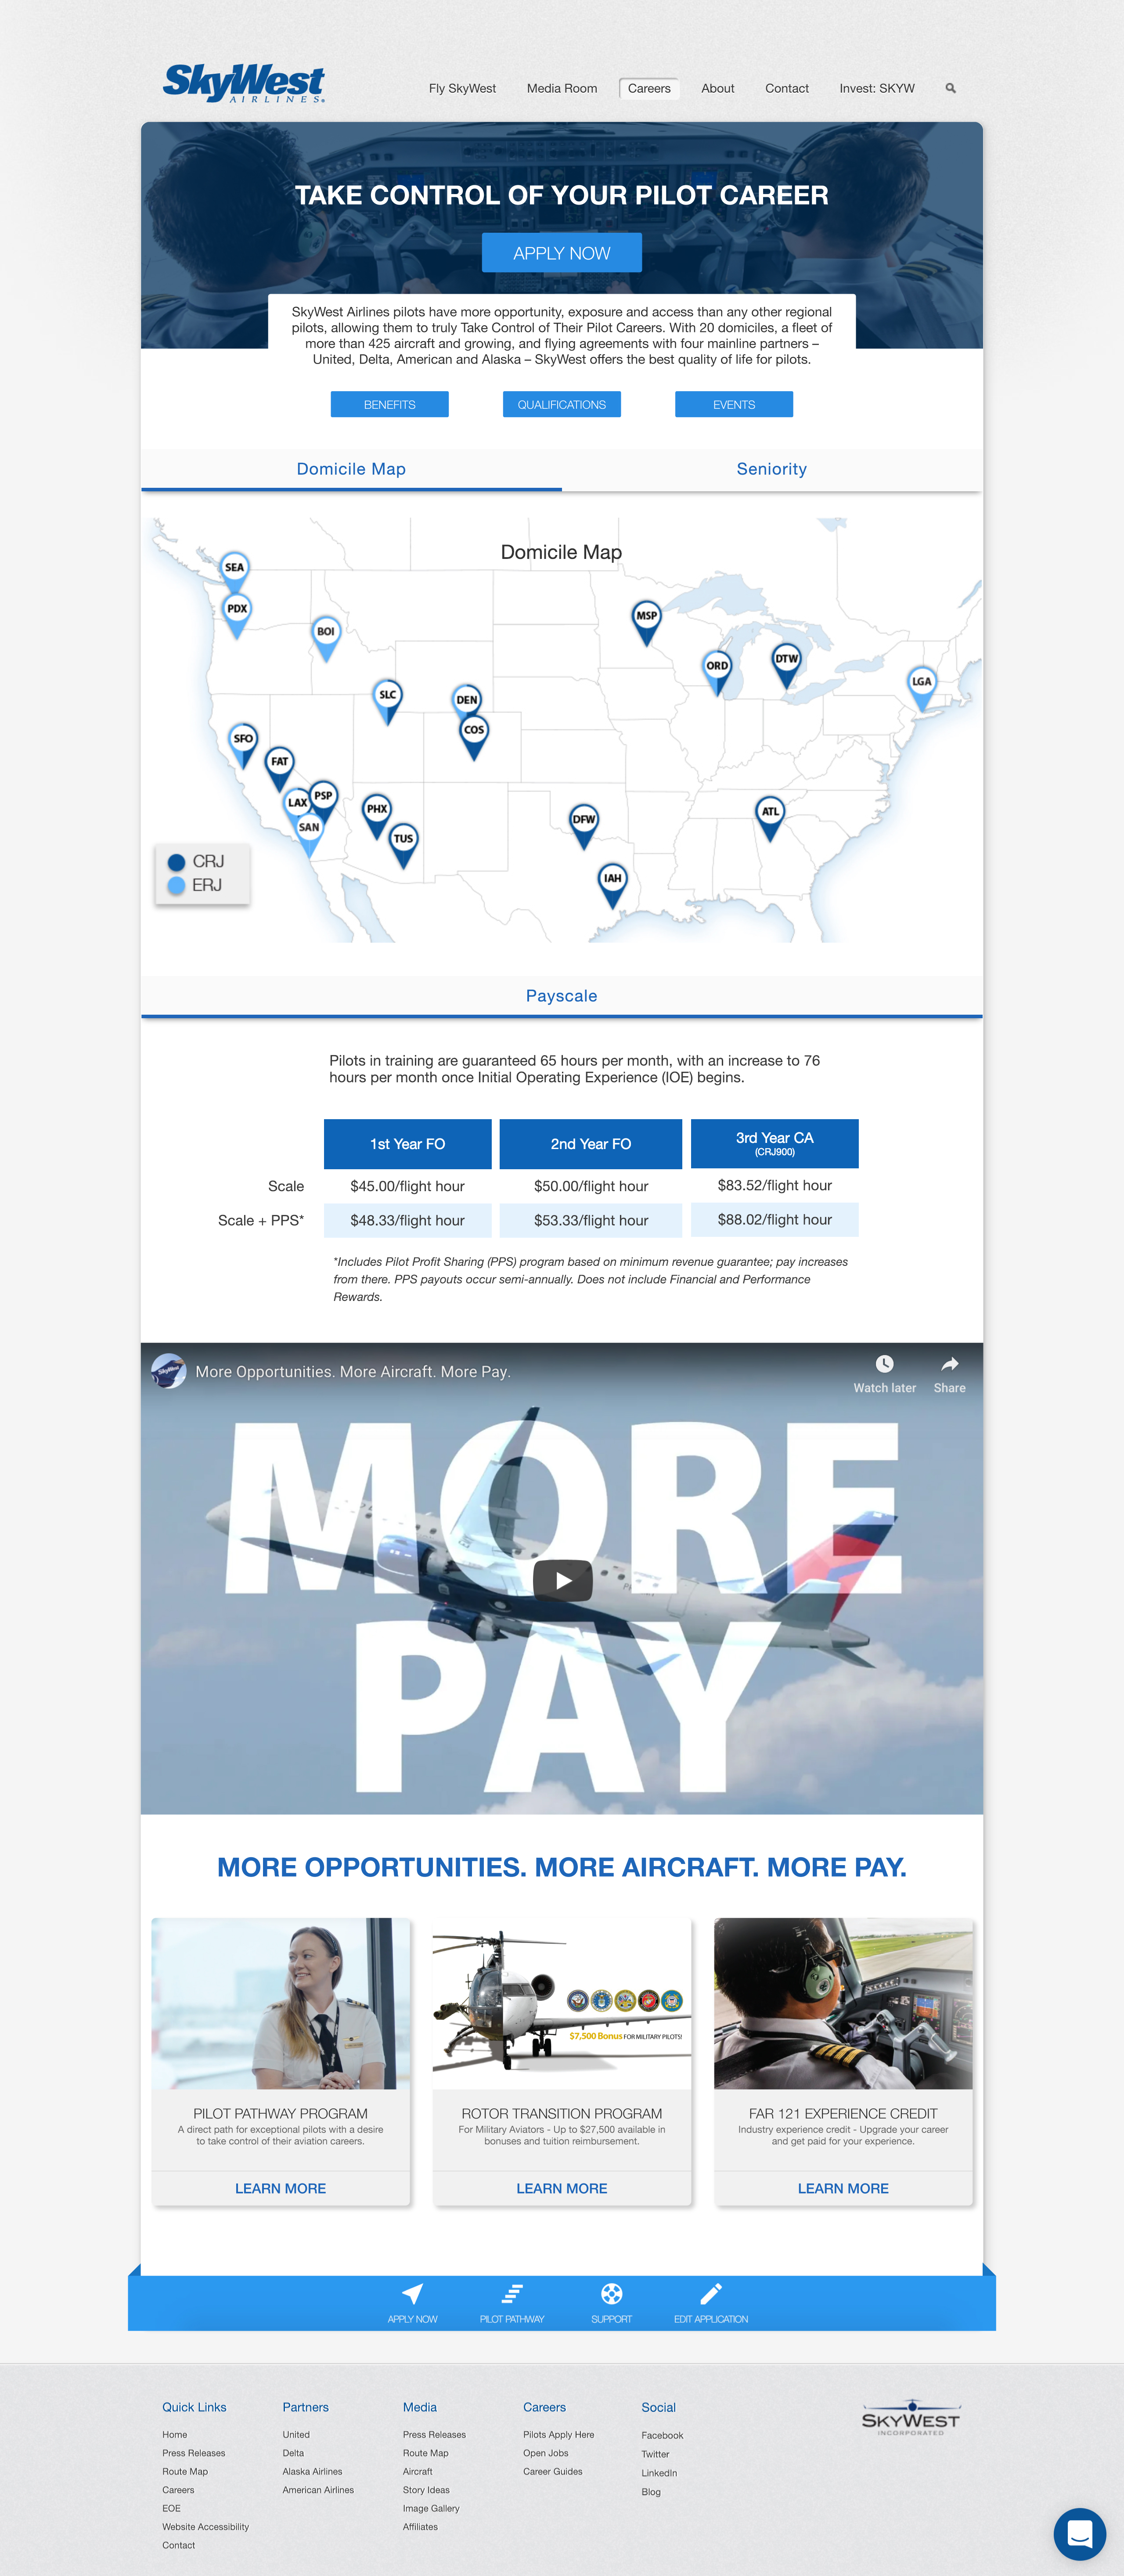 SkyWest
AIRLINES
Fly SkyWest
Media Room
Careers
About
Contact
Invest: SKYW
TAKE CONTROL OF YOUR PILOT CAREER
APPLY NOW
SkyWest Airlines pilots have more opportunity, exposure and access than any other regional
pilots, allowing them to truly Take Control of Their Pilot Careers. With 20 domiciles, a fleet of
more than 425 aircraft and growing, and flying agreements with four mainline partners –
United, Delta, American and Alaska – SkyWest offers the best quality of life for pilots.
BENEFITS
QUALIFICATIONS
EVENTS
Domicile Map
Seniority
Domicile Map
SEA
PDX
BOI
MSP
ORD
DTW
LGA
SLC
DEN
COS
SFO
FAT
LAX
PSP
SAN
PHX
TUS
DFW
ATL
IAH
CRJ
ERJ
Payscale
Pilots in training are guaranteed 65 hours per month, with an increase to 76
hours per month once Initial Operating Experience (IOE) begins.
1st Year FO
2nd Year FO
3rd Year CA
(CRJ900)
Scale
$45.00/flight hour
$50.00/flight hour
$83.52/flight hour
Scale + PPS*
$48.33/flight hour
$53.33/flight hour
$88.02/flight hour
*Includes Pilot Profit Sharing (PPS) program based on minimum revenue guarantee; pay increases
from there. PPS payouts occur semi-annually. Does not include Financial and Performance
Rewards.
More Opportunities. More Aircraft. More Pay.
Watch later
Share
MORE
PAY
MORE OPPORTUNITIES. MORE AIRCRAFT. MORE PAY.
$7,500 Bonus FOR MILITARY PILOTS!
PILOT PATHWAY PROGRAM
A direct path for exceptional pilots with a desire
to take control of their aviation careers.
LEARN MORE
ROTOR TRANSITION PROGRAM
For Military Aviators - Up to $27,500 available in
bonuses and tuition reimbursement.
LEARN MORE
FAR 121 EXPERIENCE CREDIT
Industry experience credit - Upgrade your career
and get paid for your experience.
LEARN MORE
APPLY NOW
PILOT PATHWAY
SUPPORT
EDIT APPLICATION
Quick Links
Home
Press Releases
Route Map
Careers
EOE
Website Accessibility
Contact
Partners
United
Delta
Alaska Airlines
American Airlines
Media
Press Releases
Route Map
Aircraft
Story Ideas
Image Gallery
Affiliates
Careers
Pilots Apply Here
Open Jobs
Career Guides
Social
Facebook
Twitter
LinkedIn
Blog
SKYWEST
INCORPORATED